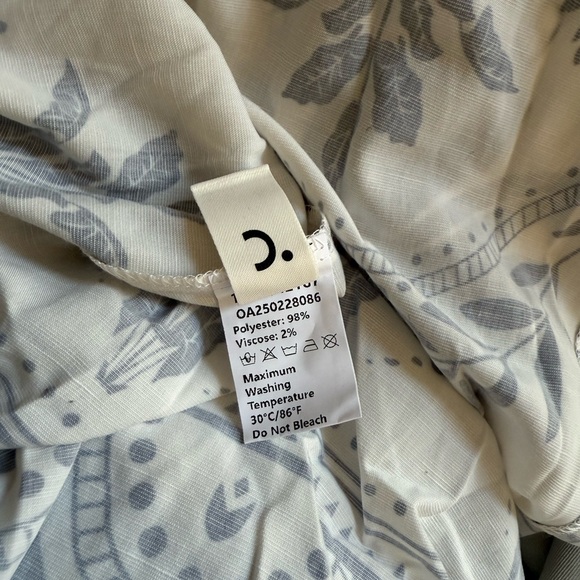 Ɔ.
OA250228086
Polyester: 98%
Viscose: 2%
Maximum
Washing
Temperature
30°C/86°F
Do Not Bleach